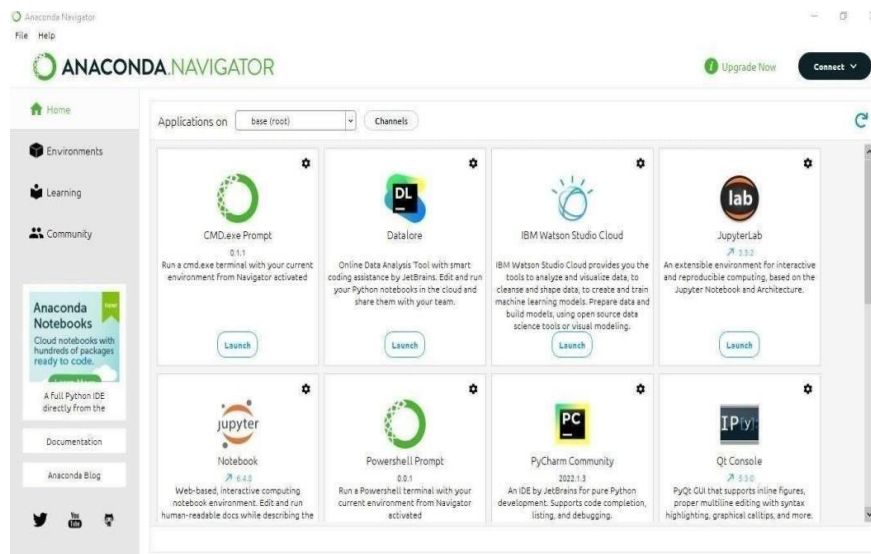 Anaconda Navigator
File Help
ANACONDA.NAVIGATOR
Upgrade Now
Connect
Home
Environments
Learning
Community
Anaconda
Notebooks
Cloud notebooks with
hundreds of packages
ready to code.
A full Python IDE
directly from the
Documentation
Anaconda Blog
You
Tube
Applications on base (root) Channels
CMD.exe Prompt
0.1.1
Run a cmd.exe terminal with your current
environment from Navigator activated
Launch
DL
Datalore
Online Data Analysis Tool with smart
coding assistance by JetBrains. Edit and run
your Python notebooks in the cloud and
share them with your team.
Launch
IBM Watson Studio Cloud
IBM Watson Studio Cloud provides you the
tools to analyze and visualize data, to
cleanse and shape data, to create and train
machine learning models. Prepare data and
build models, using open source data
science tools or visual modeling.
Launch
lab
JupyterLab
An extensible environment for interactive
and reproducible computing, based on the
Jupyter Notebook and Architecture.
Launch
jupyter
Notebook
Web-based, interactive computing
notebook environment. Edit and run
human-readable docs while describing the
Powershell Prompt
0.0.1
Run a Powershell terminal with your
current environment from Navigator
activated
PC
PyCharm Community
2022.1.3
An IDE by JetBrains for pure Python
development. Supports code completion,
listing, and debugging.
IP[y]:
Qt Console
PyQt GUI that supports inline figures,
proper multiline editing with syntax
highlighting, graphical calltips, and more.